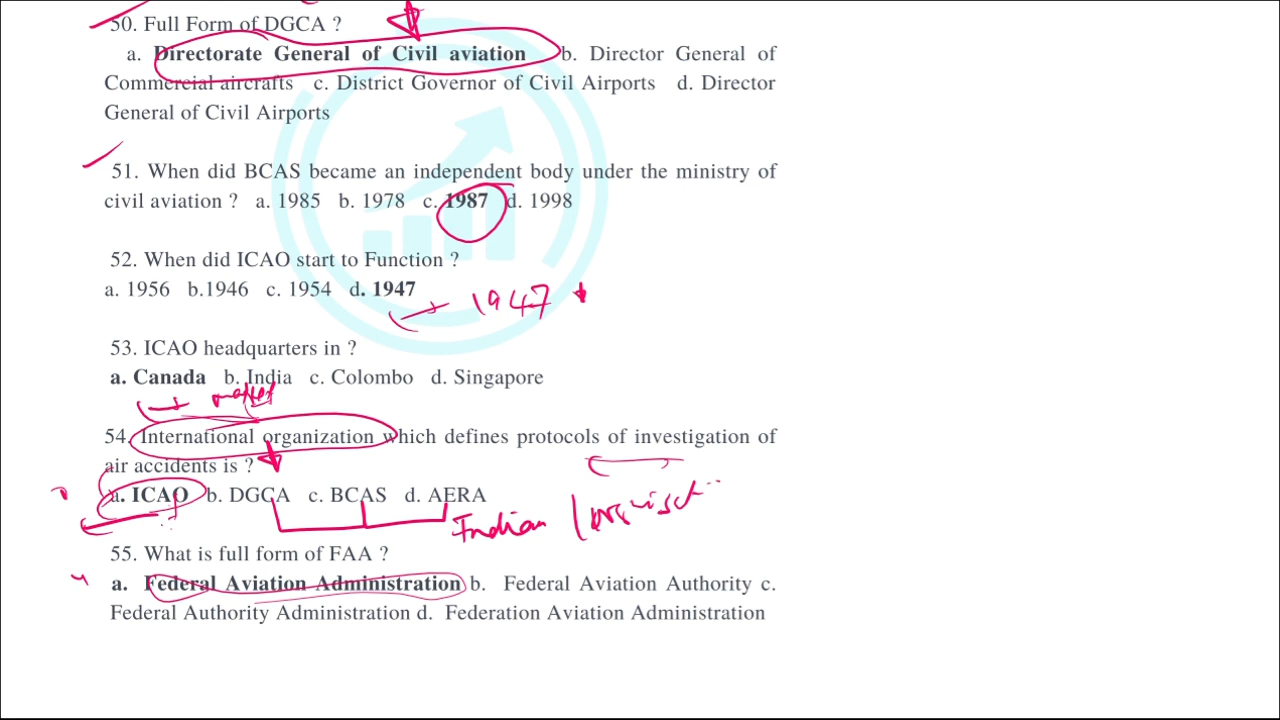 50. Full Form of DGCA ?
a. Directorate General of Civil aviation b. Director General of
Commercial aircrafts c. District Governor of Civil Airports d. Director
General of Civil Airports
51. When did BCAS became an independent body under the ministry of
civil aviation ? a. 1985 b. 1978 c. 1987 d. 1998
52. When did ICAO start to Function ?
a. 1956 b.1946 c. 1954 d. 1947
1947
53. ICAO headquarters in ?
a. Canada b. India c. Colombo d. Singapore
54. International organization which defines protocols of investigation of
air accidents is ?
a. ICAO b. DGCA c. BCAS d. AERA
Indian
55. What is full form of FAA ?
a. Federal Aviation Administration b. Federal Aviation Authority c.
Federal Authority Administration d. Federation Aviation Administration